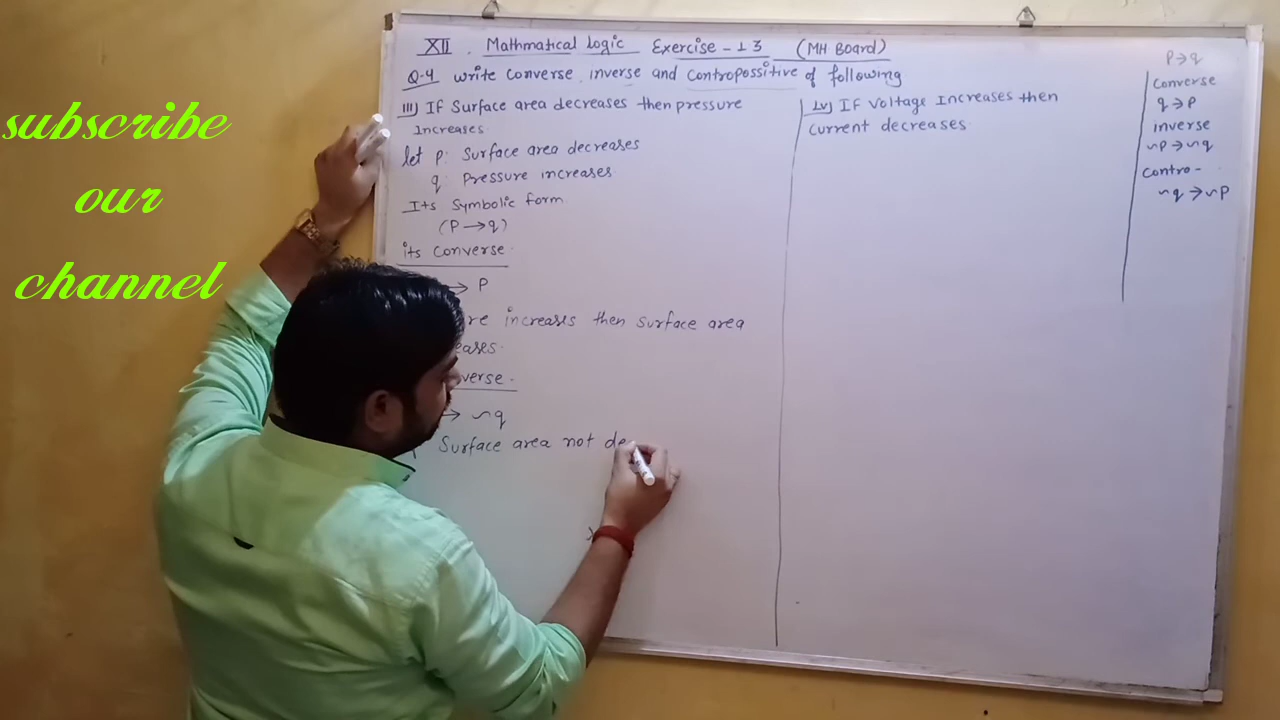 subscribe
our
channel
XII . Mathmatical logic Exercise - 1.3 (MH Board)
Q-4 write converse, inverse and contropossitive of following
III) IF Surface area decreases then pressure
Increases.
let p: Surface area decreases
q: Pressure increases
Its Symbolic form
(P → q)
its converse.
→ P
increases then surface area
→ ~q
Surface area not de
IV) IF Voltage Increases then
current decreases.
P → q
Converse
q → P
inverse
~P → ~q
Contro-
~q → ~P